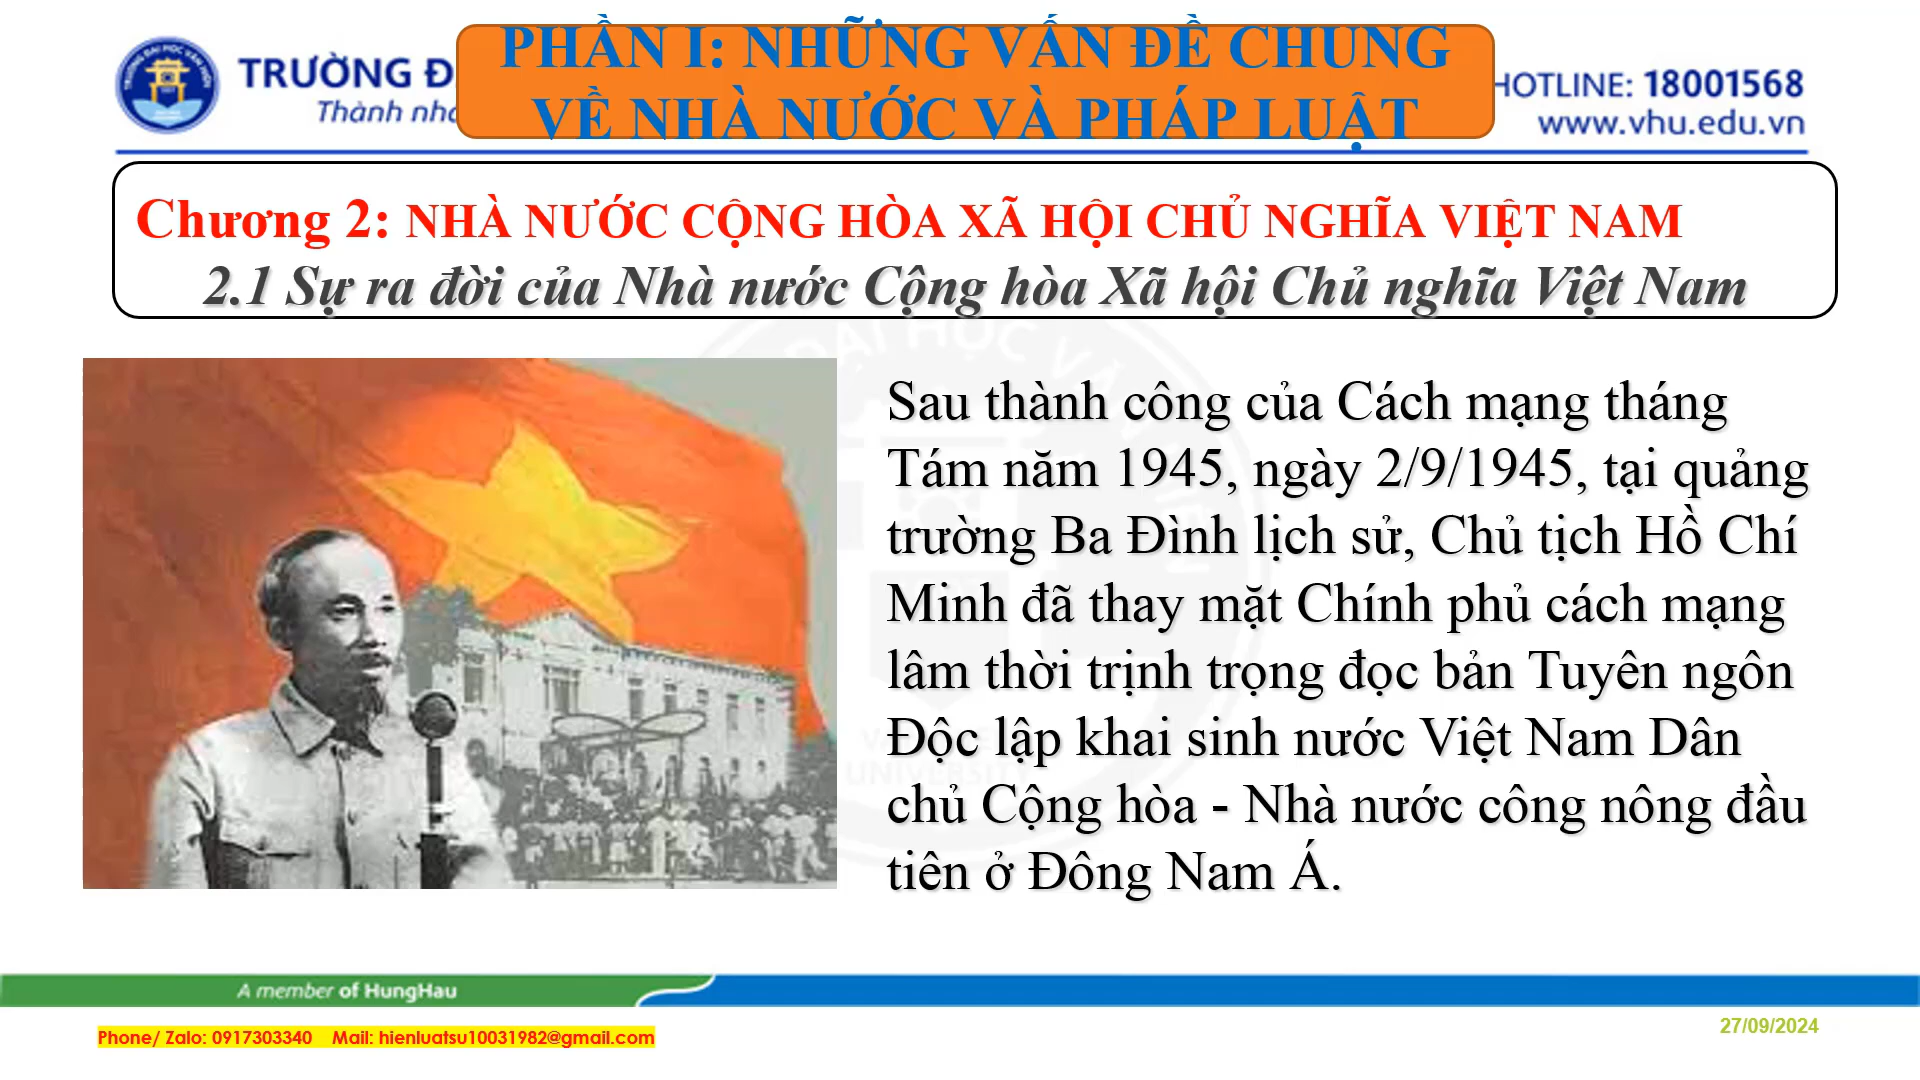 TRƯỜNG Đ
Thành nhâ
PHẦN I: NHỮNG VẤN ĐỀ CHUNG
VỀ NHÀ NƯỚC VÀ PHÁP LUẬT
HOTLINE: 18001568
www.vhu.edu.vn
Chương 2: NHÀ NƯỚC CỘNG HÒA XÃ HỘI CHỦ NGHĨA VIỆT NAM
2.1 Sự ra đời của Nhà nước Cộng hòa Xã hội Chủ nghĩa Việt Nam
Sau thành công của Cách mạng tháng
Tám năm 1945, ngày 2/9/1945, tại quảng
trường Ba Đình lịch sử, Chủ tịch Hồ Chí
Minh đã thay mặt Chính phủ cách mạng
lâm thời trịnh trọng đọc bản Tuyên ngôn
Độc lập khai sinh nước Việt Nam Dân
chủ Cộng hòa - Nhà nước công nông đầu
tiên ở Đông Nam Á.
A member of HungHau
Phone/ Zalo: 0917303340 Mail: hienluatsu10031982@gmail.com
27/09/2024